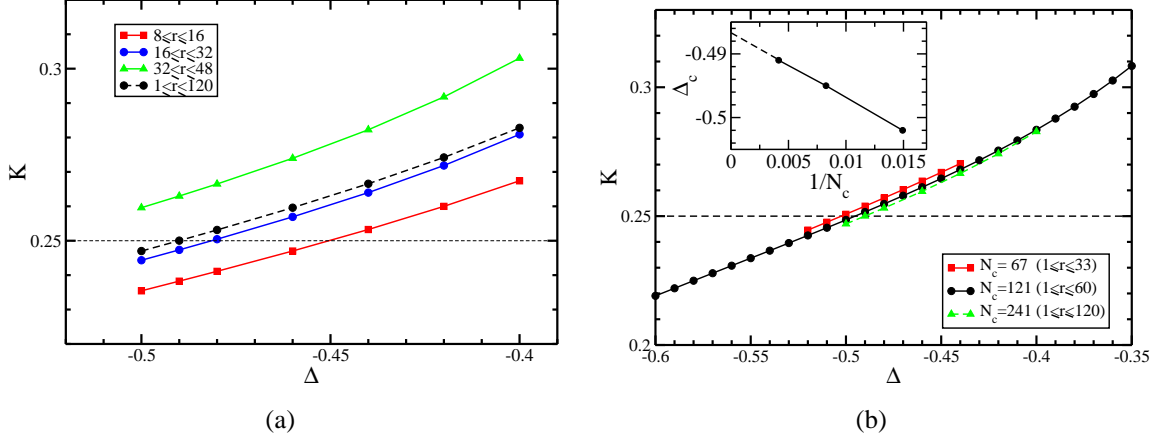 8⩽r⩽16
16⩽r⩽32
32⩽r⩽48
1⩽r⩽120
0.3
0.25
K
-0.5
-0.45
-0.4
Δ
(a)
-0.49
-0.5
Δc
0
0.005
0.01
0.015
1/Nc
0.3
0.25
0.2
K
Nc= 67 (1⩽r⩽33)
Nc=121 (1⩽r⩽60)
Nc=241 (1⩽r⩽120)
-0.6
-0.55
-0.5
-0.45
-0.4
-0.35
Δ
(b)